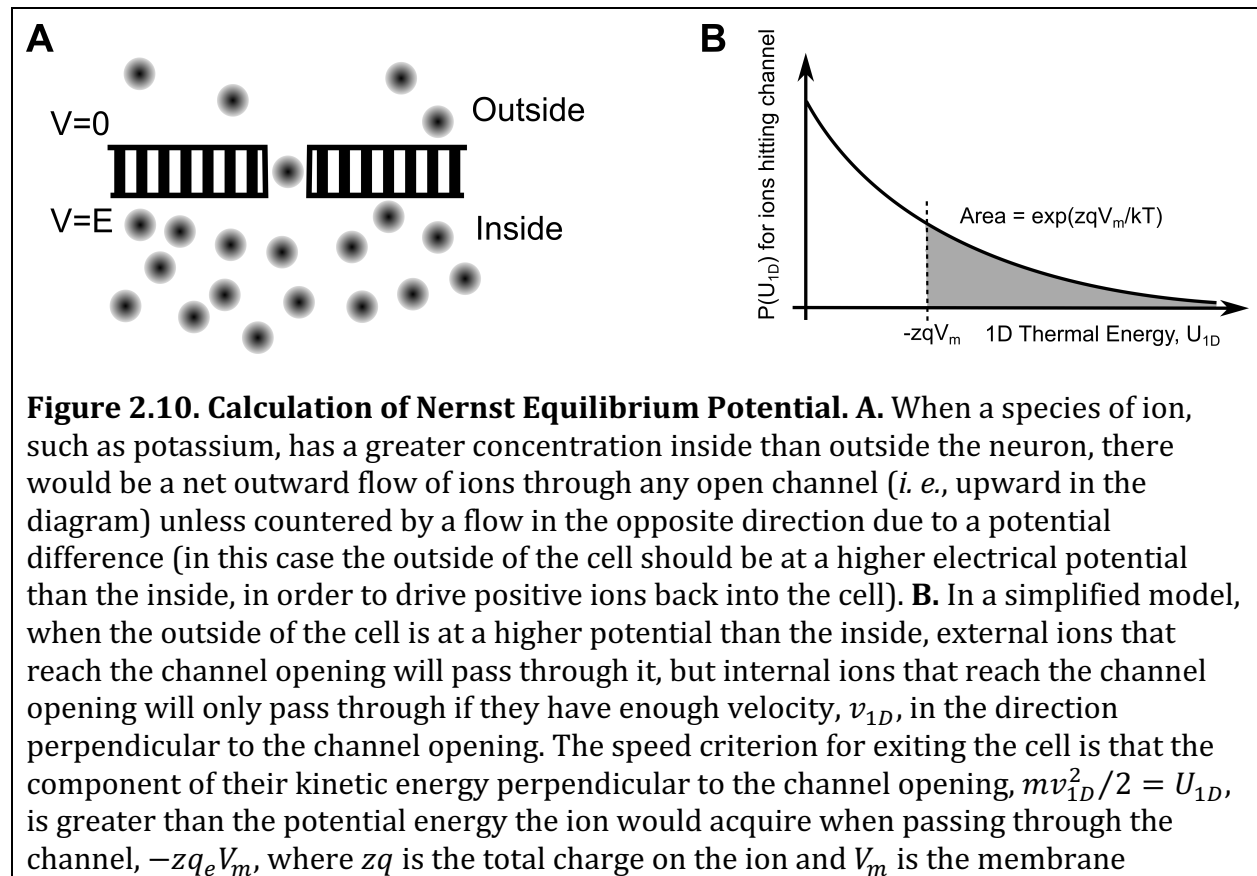 A
B
V=0
Outside
V=E
Inside
P(U1D) for ions hitting channel
Area = exp(zqVm/kT)
-zqVm
1D Thermal Energy, U1D
Figure 2.10. Calculation of Nernst Equilibrium Potential. A. When a species of ion,
such as potassium, has a greater concentration inside than outside the neuron, there
would be a net outward flow of ions through any open channel (i. e., upward in the
diagram) unless countered by a flow in the opposite direction due to a potential
difference (in this case the outside of the cell should be at a higher electrical potential
than the inside, in order to drive positive ions back into the cell). B. In a simplified model,
when the outside of the cell is at a higher potential than the inside, external ions that
reach the channel opening will pass through it, but internal ions that reach the channel
opening will only pass through if they have enough velocity, v1D, in the direction
perpendicular to the channel opening. The speed criterion for exiting the cell is that the
component of their kinetic energy perpendicular to the channel opening, mv²1D/2 = U1D,
is greater than the potential energy the ion would acquire when passing through the
channel, −zqeVm, where zq is the total charge on the ion and Vm is the membrane